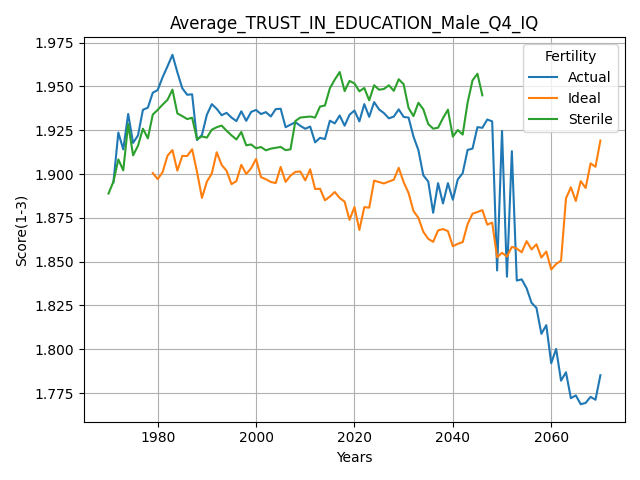 Average_TRUST_IN_EDUCATION_Male_Q4_IQ
Fertility
Actual
Ideal
Sterile
Score(1-3)
1.975
1.950
1.925
1.900
1.875
1.850
1.825
1.800
1.775
1980
2000
2020
2040
2060
Years